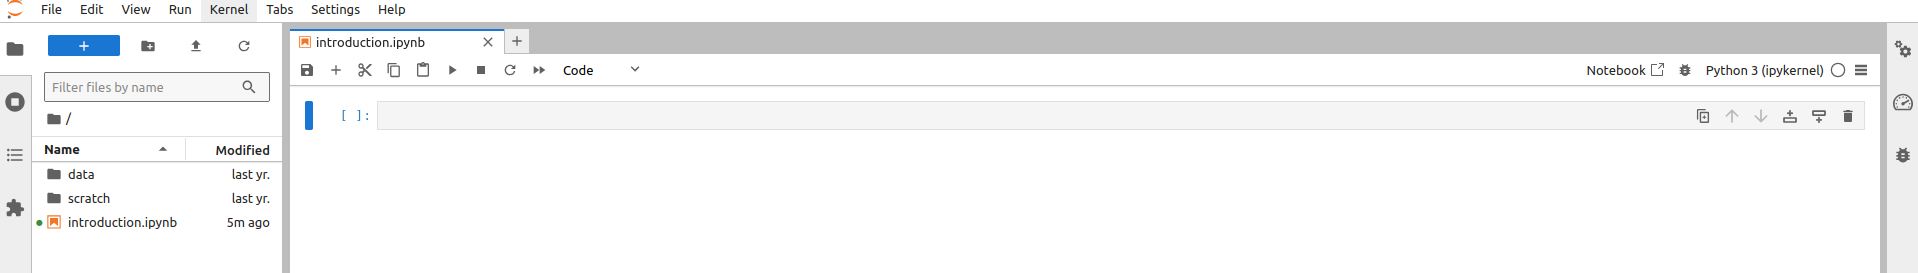 File Edit View Run Kernel Tabs Settings Help
Filter files by name
/
Name Modified
data last yr.
scratch last yr.
introduction.ipynb 5m ago
introduction.ipynb
Code
Notebook Python 3 (ipykernel)
[ ]: